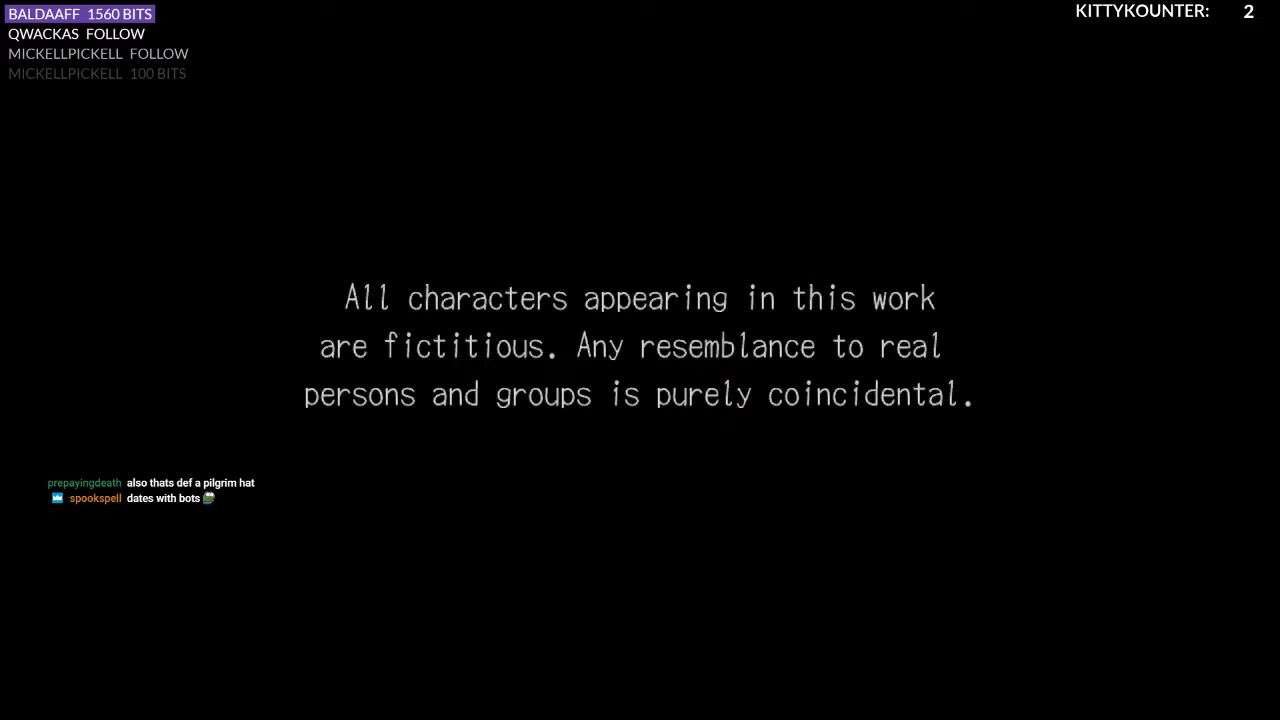 BALDAAFF 1560 BITS
QWACKAS FOLLOW
MICKELLPICKELL FOLLOW
MICKELLPICKELL 100 BITS
KITTYKOUNTER: 2
All characters appearing in this work
are fictitious. Any resemblance to real
persons and groups is purely coincidental.
prepayingdeath also thats def a pilgrim hat
spookspell dates with bots